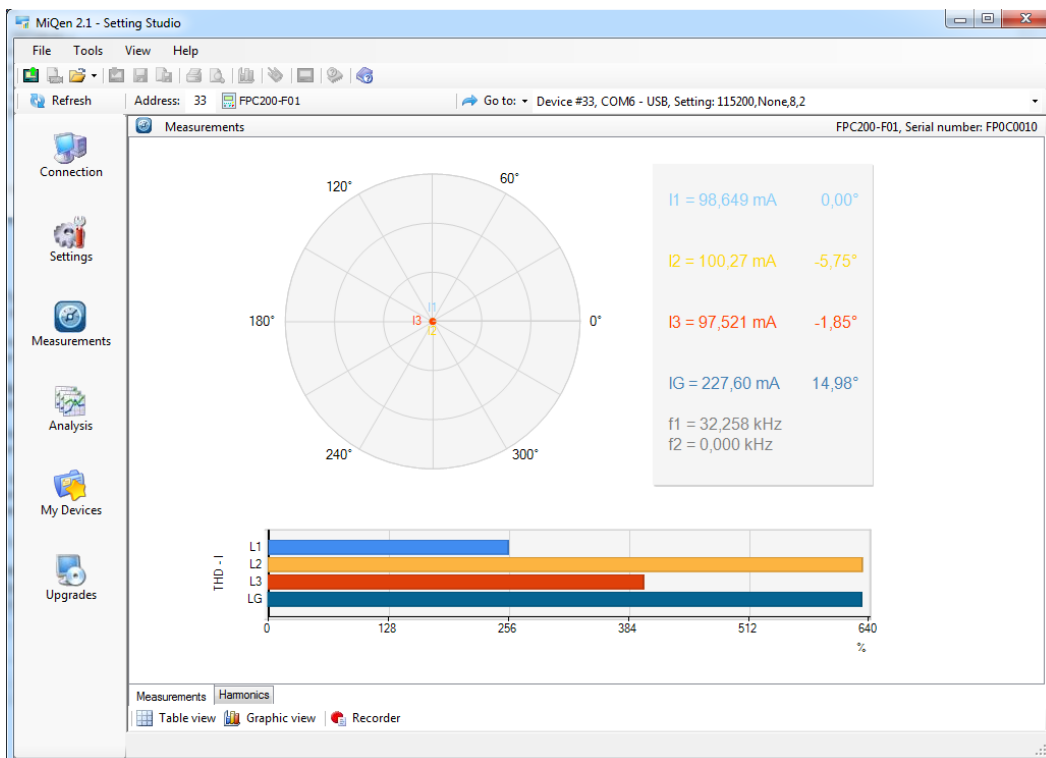 MiQen 2.1 - Setting Studio
File Tools View Help
Refresh Address: 33 FPC200-F01 Go to: Device #33, COM6 - USB, Setting: 115200,None,8,2
Measurements FPC200-F01, Serial number: FP0C0010
Connection
Settings
Measurements
Analysis
My Devices
Upgrades
120° 60°
180° 0°
240° 300°
I1
I3
I2
I1 = 98,649 mA 0,00°
I2 = 100,27 mA -5,75°
I3 = 97,521 mA -1,85°
IG = 227,60 mA 14,98°
f1 = 32,258 kHz
f2 = 0,000 kHz
THD - I
L1
L2
L3
LG
0 128 256 384 512 640
%
Measurements Harmonics
Table view Graphic view Recorder